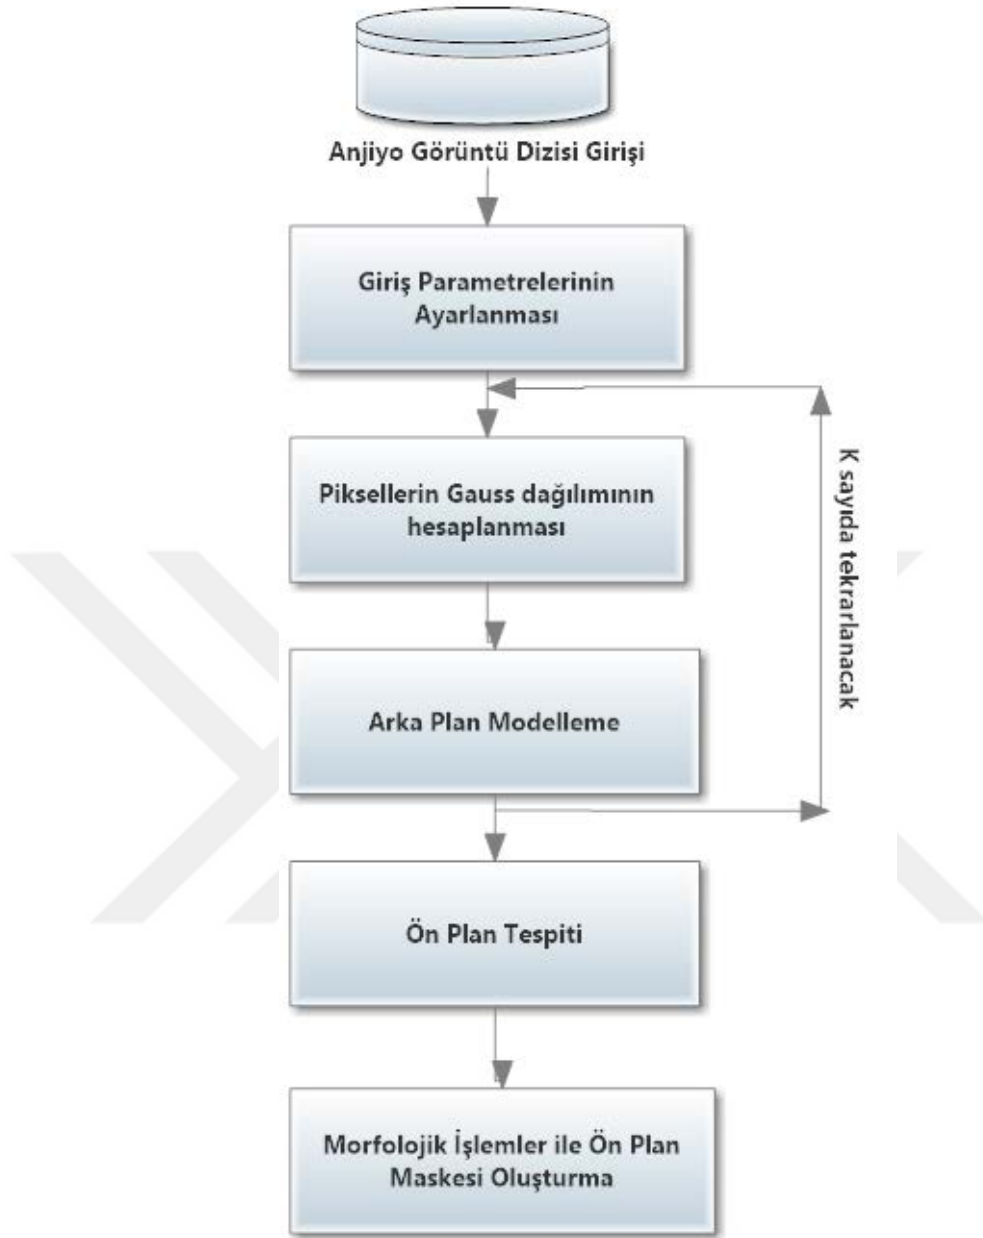 Anjiyo Görüntü Dizisi Girişi
Giriş Parametrelerinin
Ayarlanması
Piksellerin Gauss dağılımının
hesaplanması
K sayıda tekrarlanacak
Arka Plan Modelleme
Ön Plan Tespiti
Morfolojik İşlemler ile Ön Plan
Maskesi Oluşturma